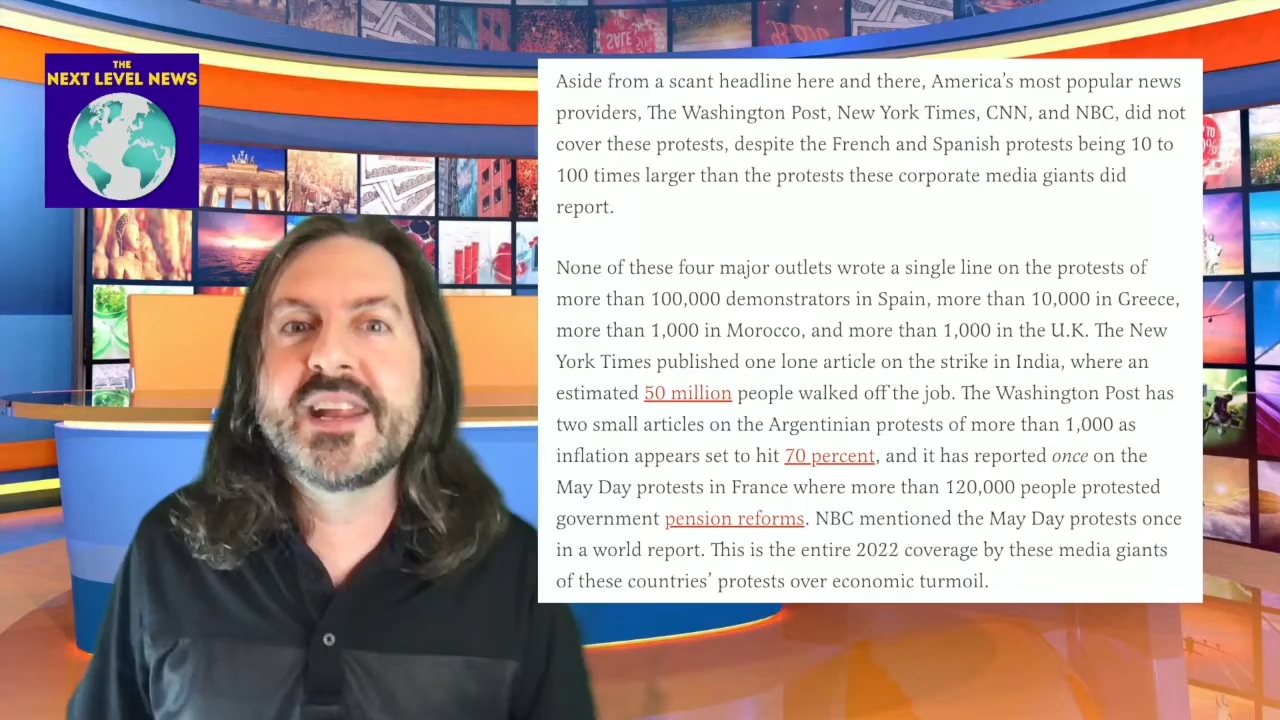 THE
NEXT LEVEL NEWS
Aside from a scant headline here and there, America’s most popular news
providers, The Washington Post, New York Times, CNN, and NBC, did not
cover these protests, despite the French and Spanish protests being 10 to
100 times larger than the protests these corporate media giants did
report.
None of these four major outlets wrote a single line on the protests of
more than 100,000 demonstrators in Spain, more than 10,000 in Greece,
more than 1,000 in Morocco, and more than 1,000 in the U.K. The New
York Times published one lone article on the strike in India, where an
estimated 50 million people walked off the job. The Washington Post has
two small articles on the Argentinian protests of more than 1,000 as
inflation appears set to hit 70 percent, and it has reported once on the
May Day protests in France where more than 120,000 people protested
government pension reforms. NBC mentioned the May Day protests once
in a world report. This is the entire 2022 coverage by these media giants
of these countries’ protests over economic turmoil.